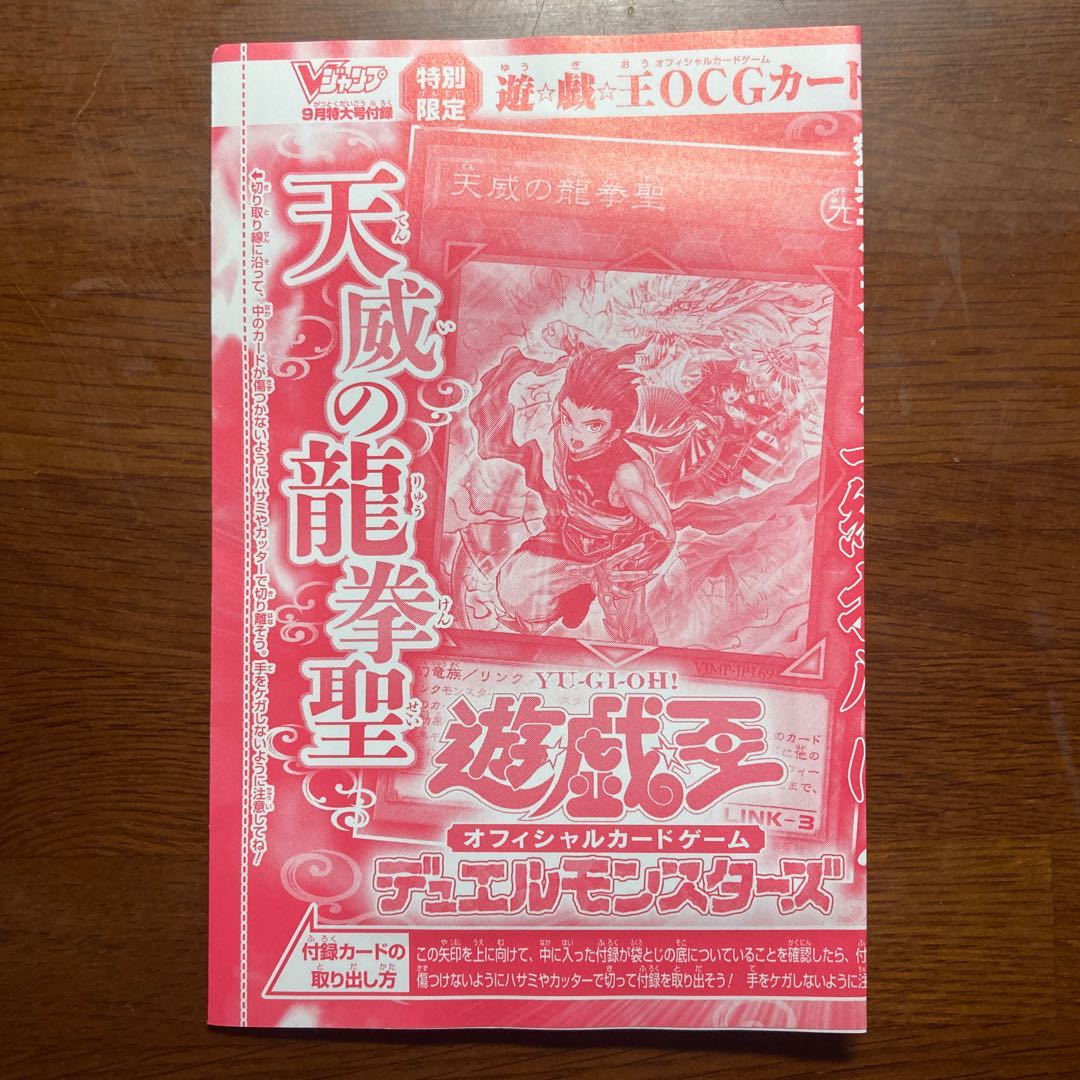 Vジャンプ
9月特大号付録
特別
限定
遊☆戯☆王OCGカード
天威の龍拳聖
天威の龍拳聖
光
←切り取り線に沿って、中のカードが傷つかないようにハサミやカッターで切り離そう。手をケガしないように注意してね!
VJMP-JP169
幻竜族/リンク
YU-GI-OH!
遊☆戯☆王
LINK-3
オフィシャルカードゲーム
デュエルモンスターズ
付録カードの
取り出し方
この矢印を上に向けて、中に入った付録が袋とじの底についていることを確認したら、付
傷つけないようにハサミやカッターで切って付録を取り出そう! 手をケガしないように注